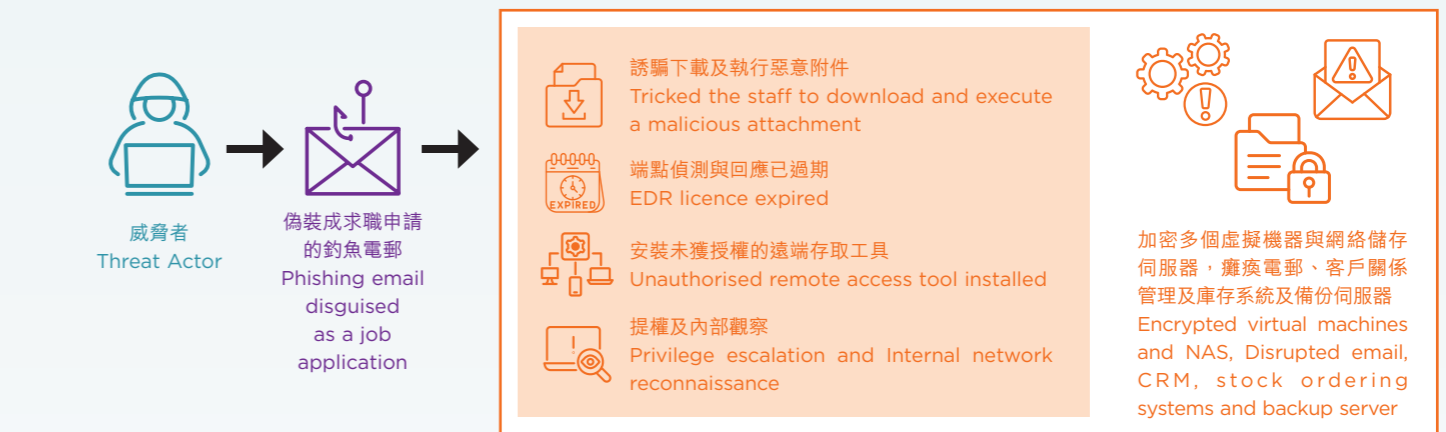 威脅者
Threat Actor
偽裝成求職申請
的釣魚電郵
Phishing email
disguised
as a job
application
誘騙下載及執行惡意附件
Tricked the staff to download and execute
a malicious attachment
EXPIRED
端點偵測與回應已過期
EDR licence expired
安裝未獲授權的遠端存取工具
Unauthorised remote access tool installed
提權及內部觀察
Privilege escalation and Internal network
reconnaissance
加密多個虛擬機器與網絡儲存
伺服器，癱瘓電郵、客戶關係
管理及庫存系統及備份伺服器
Encrypted virtual machines
and NAS, Disrupted email,
CRM, stock ordering
systems and backup server